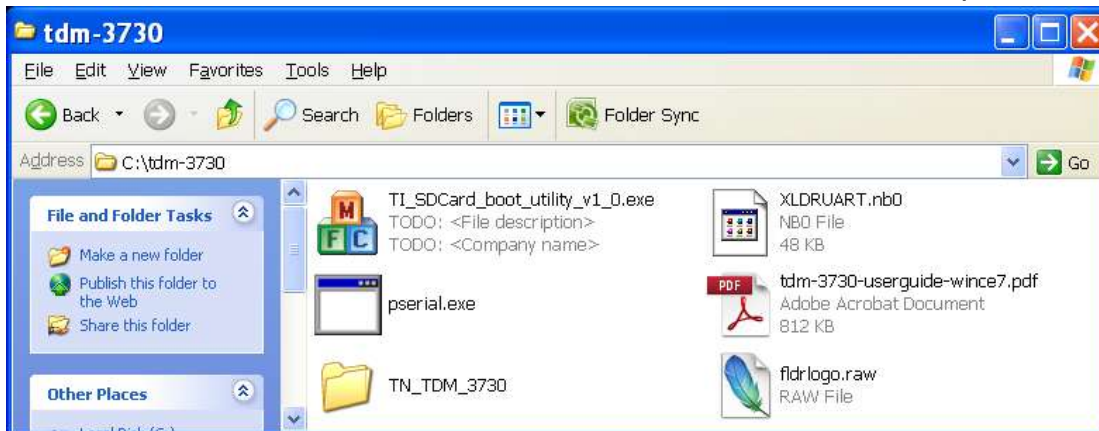 tdm-3730
File Edit View Favorites Tools Help
Back Search Folders Folder Sync
Address C:\tdm-3730 Go
File and Folder Tasks
Make a new folder
Publish this folder to
the Web
Share this folder
Other Places
TI_SDCard_boot_utility_v1_0.exe
TODO: <File description>
TODO: <Company name>
XLDRUART.nb0
NB0 File
48 KB
pserial.exe
PDF
tdm-3730-userguide-wince7.pdf
Adobe Acrobat Document
812 KB
TN_TDM_3730
fldrlogo.raw
RAW File
M
F C